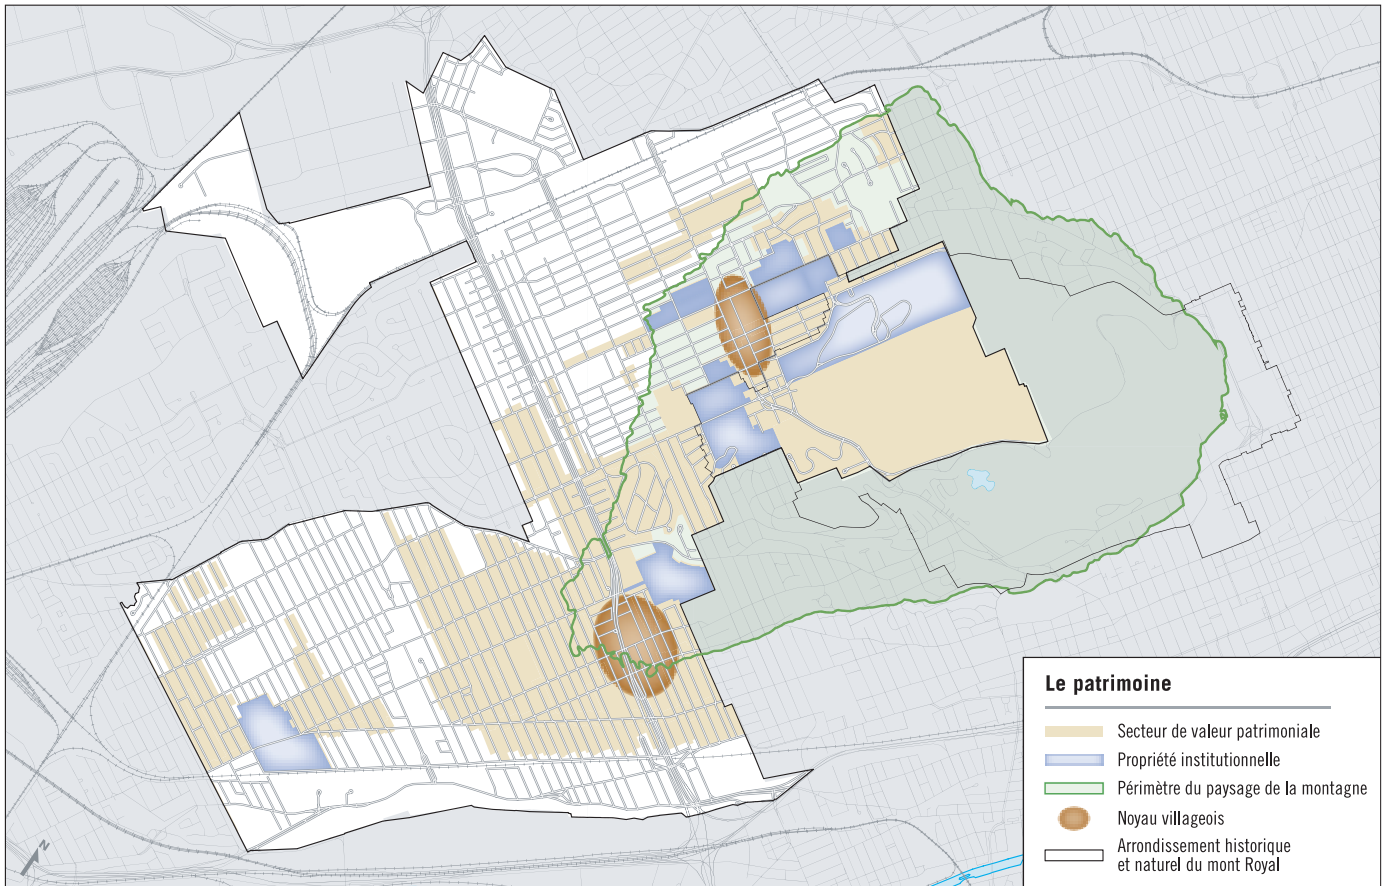 Le patrimoine
Secteur de valeur patrimoniale
Propriété institutionnelle
Périmètre du paysage de la montagne
Noyau villageois
Arrondissement historique
et naturel du mont Royal
N